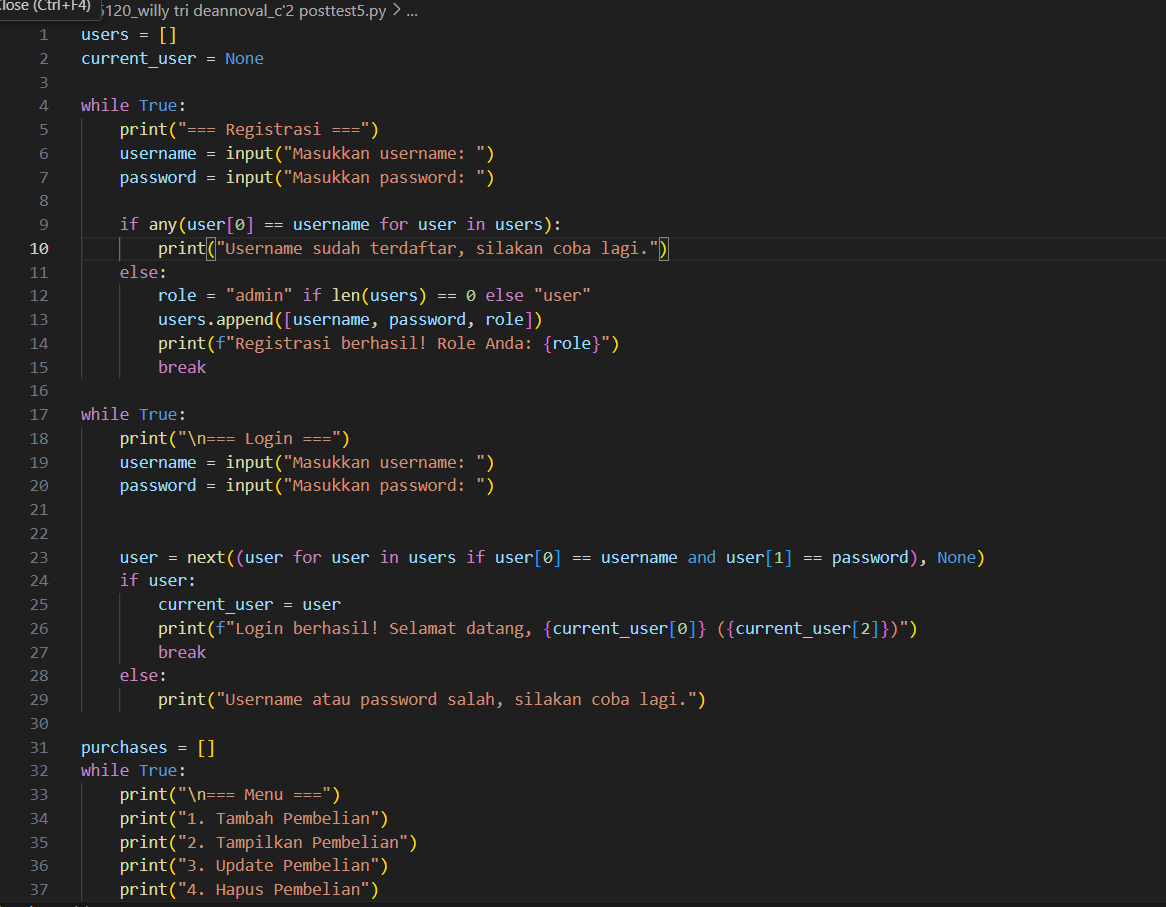 Close (Ctrl+F4) 5120_willy tri deannoval_c'2 posttest5.py > ...
1 users = []
2 current_user = None
3
4 while True:
5     print("=== Registrasi ===")
6     username = input("Masukkan username: ")
7     password = input("Masukkan password: ")
8
9     if any(user[0] == username for user in users):
10         print("Username sudah terdaftar, silakan coba lagi.")
11     else:
12         role = "admin" if len(users) == 0 else "user"
13         users.append([username, password, role])
14         print(f"Registrasi berhasil! Role Anda: {role}")
15         break
16
17 while True:
18     print("\n=== Login ===")
19     username = input("Masukkan username: ")
20     password = input("Masukkan password: ")
21
22
23     user = next((user for user in users if user[0] == username and user[1] == password), None)
24     if user:
25         current_user = user
26         print(f"Login berhasil! Selamat datang, {current_user[0]} ({current_user[2]})")
27         break
28     else:
29         print("Username atau password salah, silakan coba lagi.")
30
31 purchases = []
32 while True:
33     print("\n=== Menu ===")
34     print("1. Tambah Pembelian")
35     print("2. Tampilkan Pembelian")
36     print("3. Update Pembelian")
37     print("4. Hapus Pembelian")